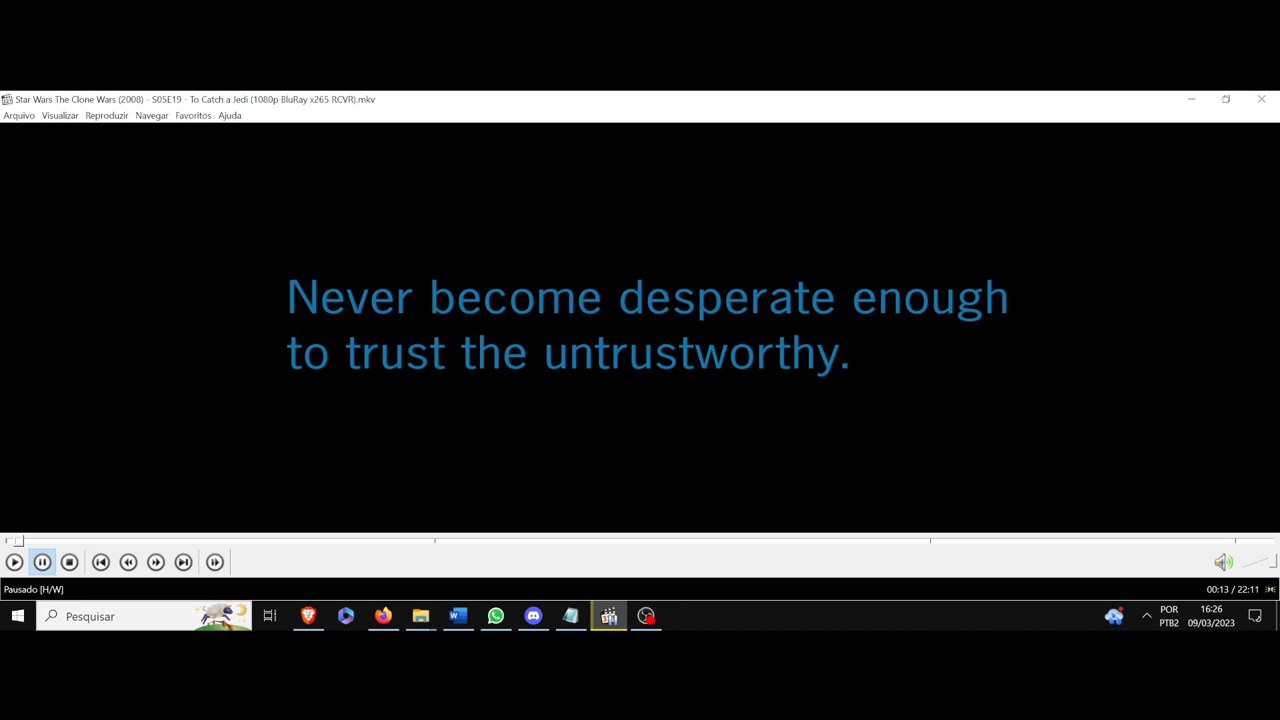 Star Wars The Clone Wars (2008) - S05E19 - To Catch a Jedi (1080p BluRay x265 RCVR).mkv
Arquivo Visualizar Reproduzir Navegar Favoritos Ajuda
Never become desperate enough
to trust the untrustworthy.
Pausado [H/W]
00:13 / 22:11
Pesquisar
POR
PTB2
16:26
09/03/2023